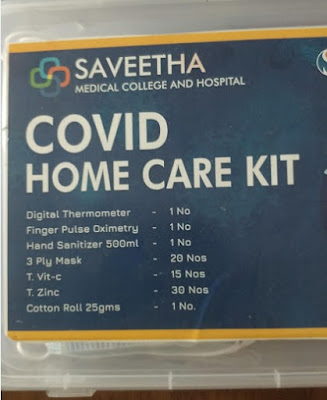 SAVEETHA
MEDICAL COLLEGE AND HOSPITAL
COVID
HOME CARE KIT
Digital Thermometer - 1 No
Finger Pulse Oximetry - 1 No
Hand Sanitizer 500ml - 1 No
3 Ply Mask - 20 Nos
T. Vit-c - 15 Nos
T. Zinc - 30 Nos
Cotton Roll 25gms - 1 No.